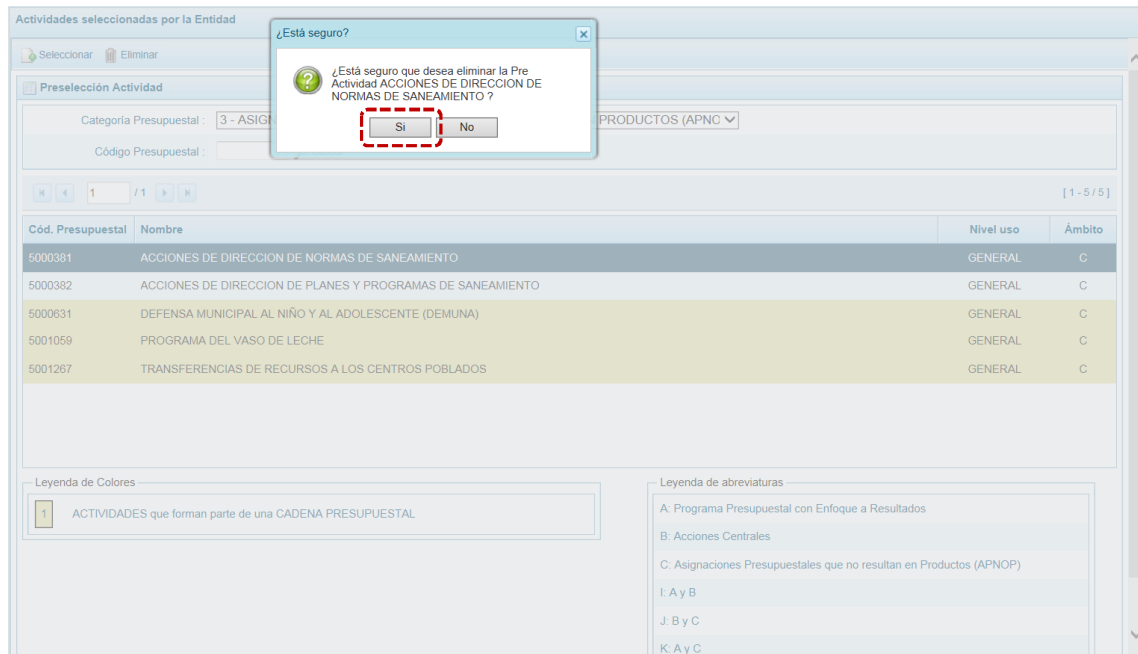 Actividades seleccionadas por la Entidad
¿Está seguro?
Seleccionar Eliminar
¿Está seguro que desea eliminar la Pre
Actividad ACCIONES DE DIRECCION DE
NORMAS DE SANEAMIENTO ?
Si No
Preselección Actividad
Categoría Presupuestal : 3 - ASIG PRODUCTOS (APNC
Código Presupuestal :
1 / 1 [ 1 - 5 / 5 ]
Cód. Presupuestal Nombre Nivel uso Ámbito
5000381 ACCIONES DE DIRECCION DE NORMAS DE SANEAMIENTO GENERAL C
5000382 ACCIONES DE DIRECCION DE PLANES Y PROGRAMAS DE SANEAMIENTO GENERAL C
5000631 DEFENSA MUNICIPAL AL NIÑO Y AL ADOLESCENTE (DEMUNA) GENERAL C
5001059 PROGRAMA DEL VASO DE LECHE GENERAL C
5001267 TRANSFERENCIAS DE RECURSOS A LOS CENTROS POBLADOS GENERAL C
Leyenda de Colores
1 ACTIVIDADES que forman parte de una CADENA PRESUPUESTAL
Leyenda de abreviaturas
A: Programa Presupuestal con Enfoque a Resultados
B: Acciones Centrales
C: Asignaciones Presupuestales que no resultan en Productos (APNOP)
I: A y B
J: B y C
K: A y C